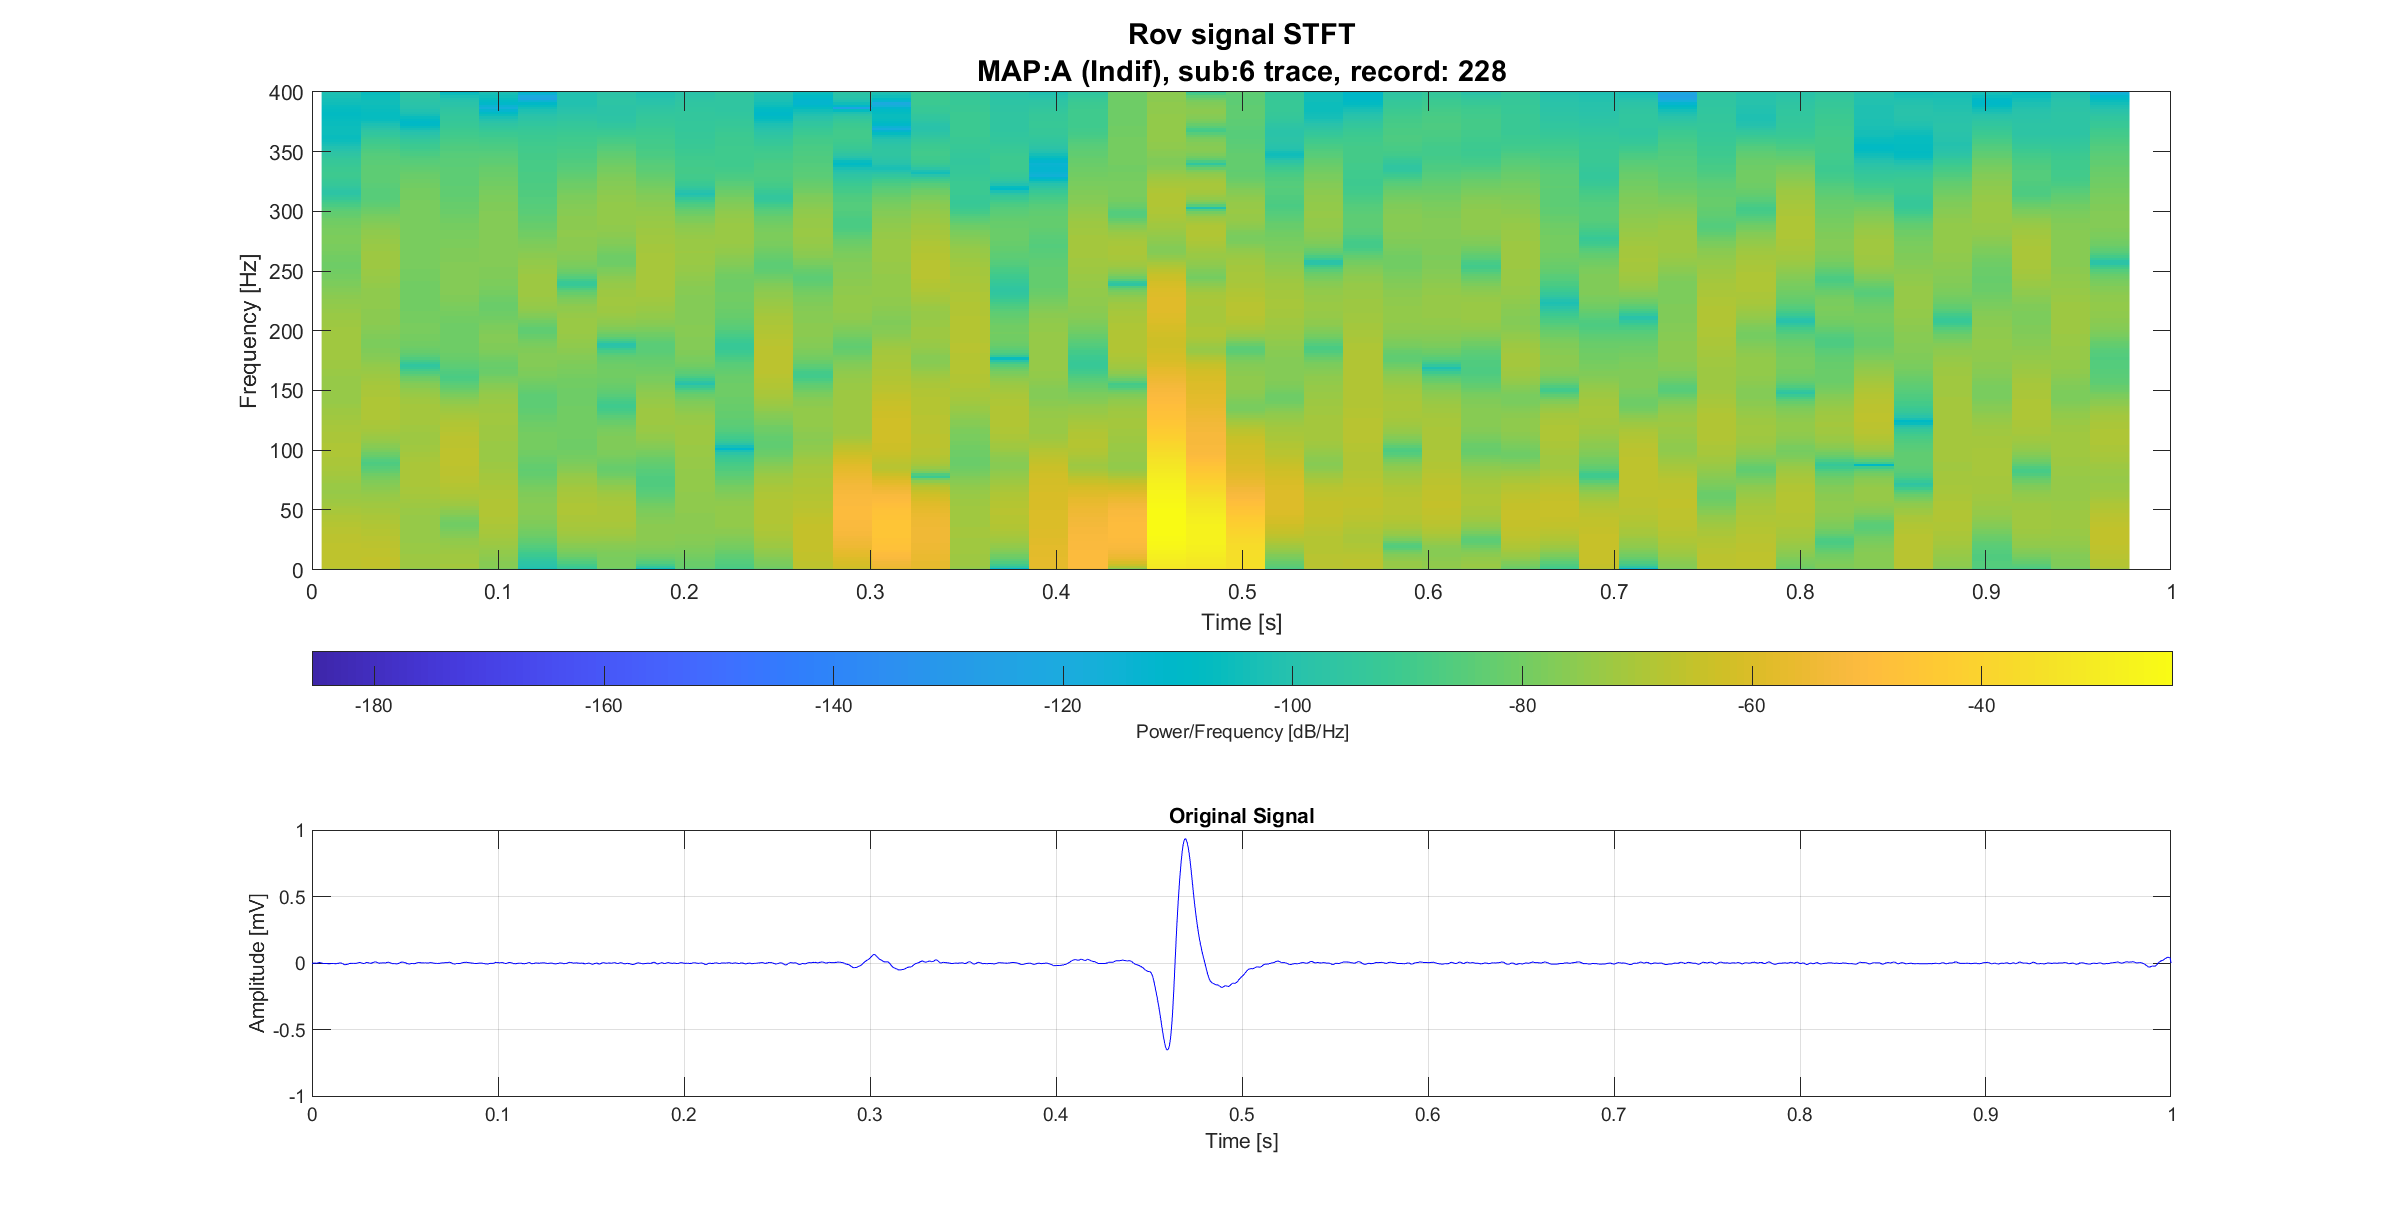 Rov signal STFT
MAP:A (Indif), sub:6 trace, record: 228
400
350
300
250
200
150
100
50
0
Frequency [Hz]
0 0.1 0.2 0.3 0.4 0.5 0.6 0.7 0.8 0.9 1
Time [s]
-180 -160 -140 -120 -100 -80 -60 -40
Power/Frequency [dB/Hz]
Original Signal
1
0.5
0
-0.5
-1
Amplitude [mV]
0 0.1 0.2 0.3 0.4 0.5 0.6 0.7 0.8 0.9 1
Time [s]